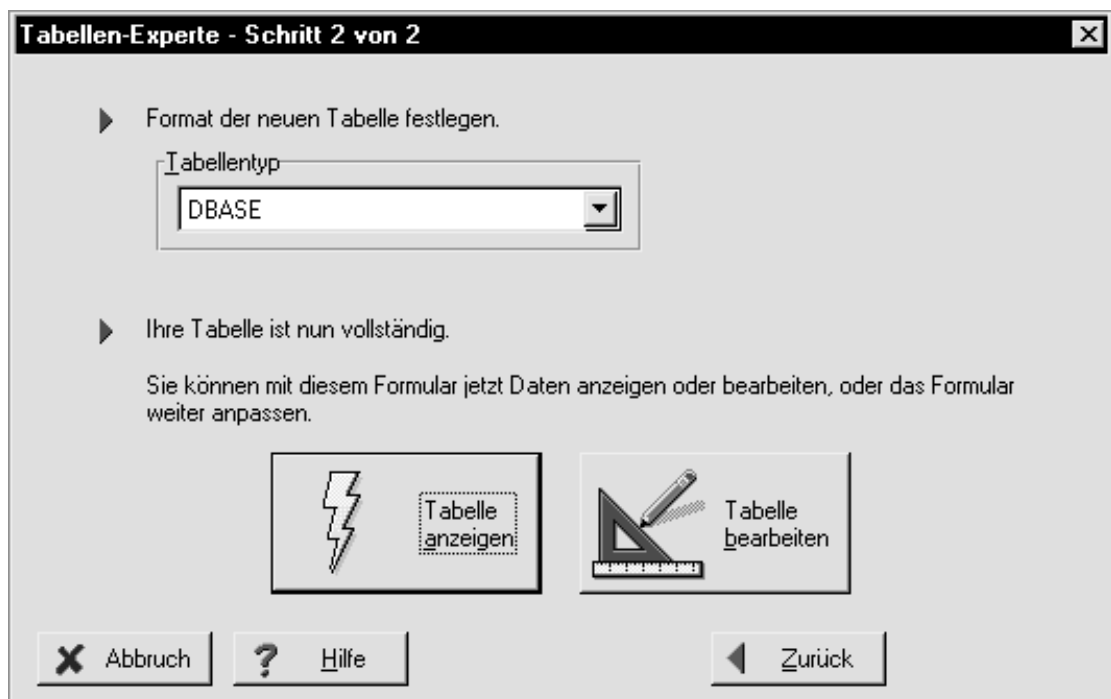 Tabellen-Experte - Schritt 2 von 2
Format der neuen Tabelle festlegen.
Tabellentyp
DBASE
Ihre Tabelle ist nun vollständig.
Sie können mit diesem Formular jetzt Daten anzeigen oder bearbeiten, oder das Formular
weiter anpassen.
Tabelle
anzeigen
Tabelle
bearbeiten
Abbruch
? Hilfe
Zurück